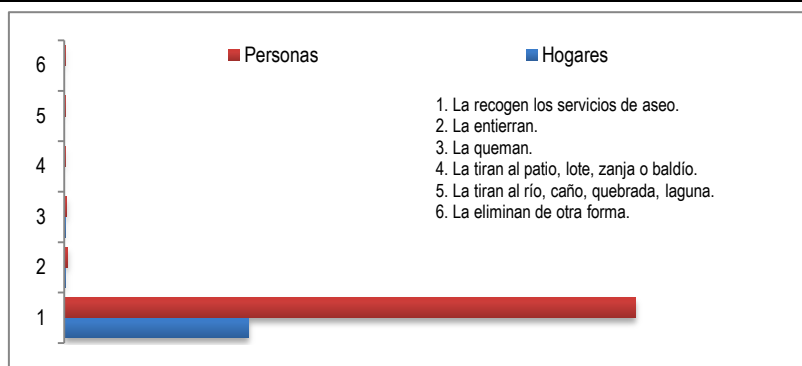 Personas
Hogares
1. La recogen los servicios de aseo.
2. La entierran.
3. La queman.
4. La tiran al patio, lote, zanja o baldío.
5. La tiran al río, caño, quebrada, laguna.
6. La eliminan de otra forma.
6
5
4
3
2
1